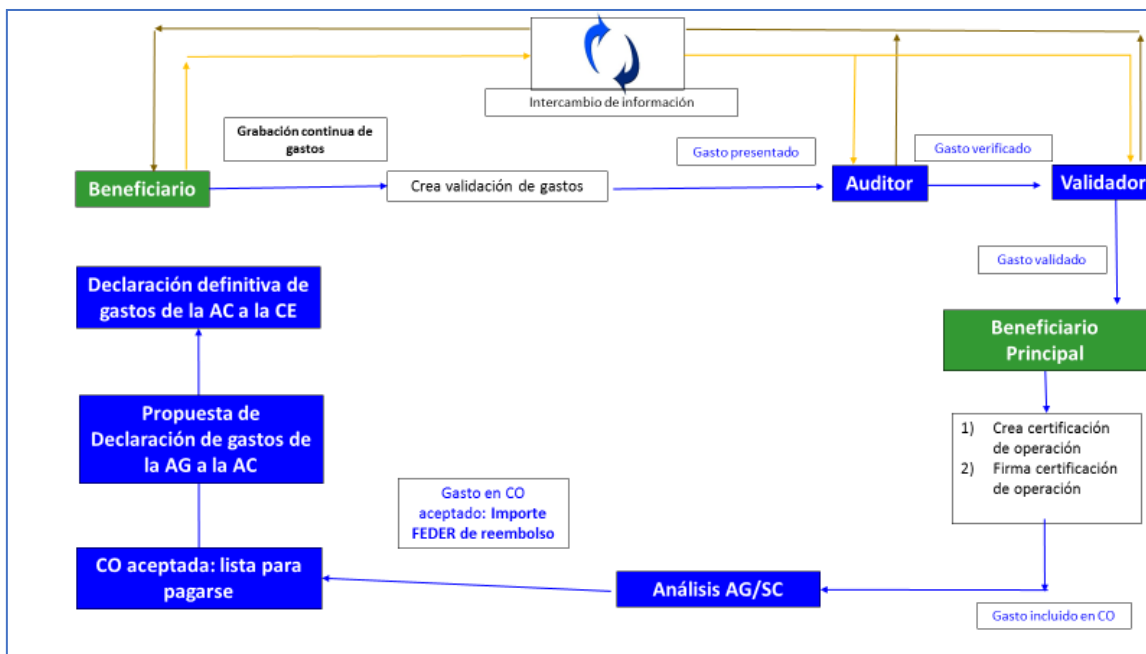 Intercambio de información
Grabación continua de
gastos
Gasto presentado
Gasto verificado
Beneficiario
Crea validación de gastos
Auditor
Validador
Gasto validado
Declaración definitiva de
gastos de la AC a la CE
Beneficiario
Principal
Propuesta de
Declaración de gastos de
la AG a la AC
1) Crea certificación
de operación
2) Firma certificación
de operación
Gasto en CO
aceptado: Importe
FEDER de reembolso
CO aceptada: lista para
pagarse
Análisis AG/SC
Gasto incluido en CO